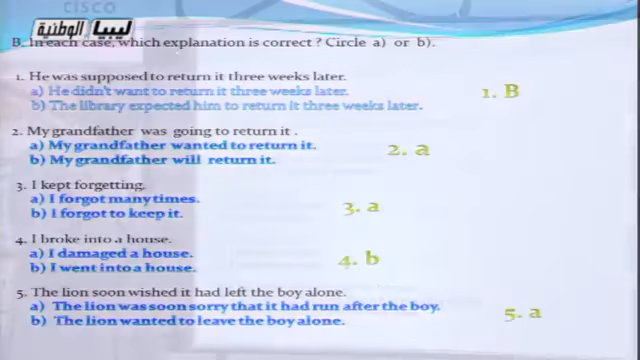 CISCO
ليبيا الوطنية
B. In each case, which explanation is correct ? Circle a) or b).
1. He was supposed to return it three weeks later.
a) He didn't want to return it three weeks later.
b) The library expected him to return it three weeks later.
1. B
2. My grandfather was going to return it .
a) My grandfather wanted to return it.
b) My grandfather will return it.
2. a
3. I kept forgetting.
a) I forgot many times.
b) I forgot to keep it.
3. a
4. I broke into a house.
a) I damaged a house.
b) I went into a house.
4. b
5. The lion soon wished it had left the boy alone.
a) The lion was soon sorry that it had run after the boy.
b) The lion wanted to leave the boy alone.
5. a